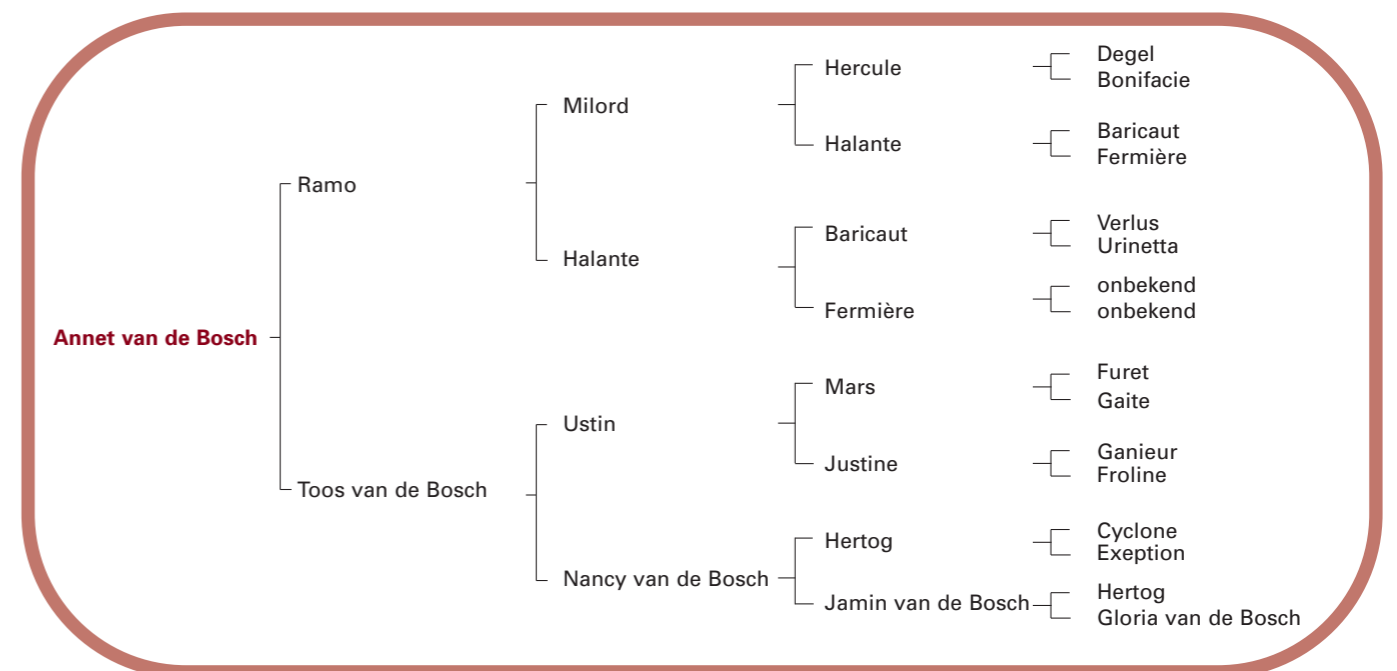 Degel
Hercule
Bonifacie
Milord
Baricaut
Halante
Fermière
Ramo
Verlus
Baricaut
Urinetta
Halante
onbekend
Fermière
onbekend
Annet van de Bosch
Furet
Mars
Gaite
Ustin
Ganieur
Justine
Froline
Toos van de Bosch
Cyclone
Hertog
Exeption
Nancy van de Bosch
Hertog
Jamin van de Bosch
Gloria van de Bosch